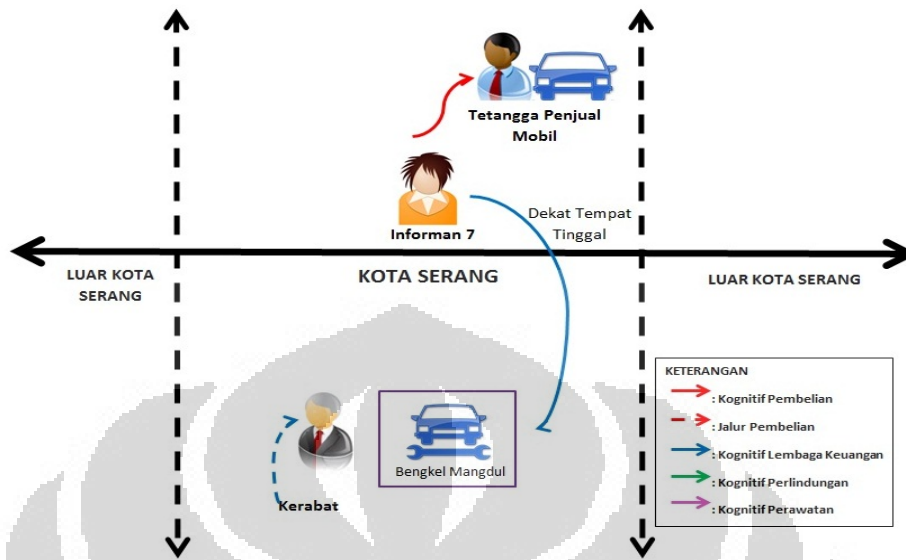 Tetangga Penjual
Mobil
Informan 7
Dekat Tempat
Tinggal
LUAR KOTA
SERANG
KOTA SERANG
LUAR KOTA SERANG
Kerabat
Bengkel Mangdul
KETERANGAN
: Kognitif Pembelian
: Jalur Pembelian
: Kognitif Lembaga Keuangan
: Kognitif Perlindungan
: Kognitif Perawatan